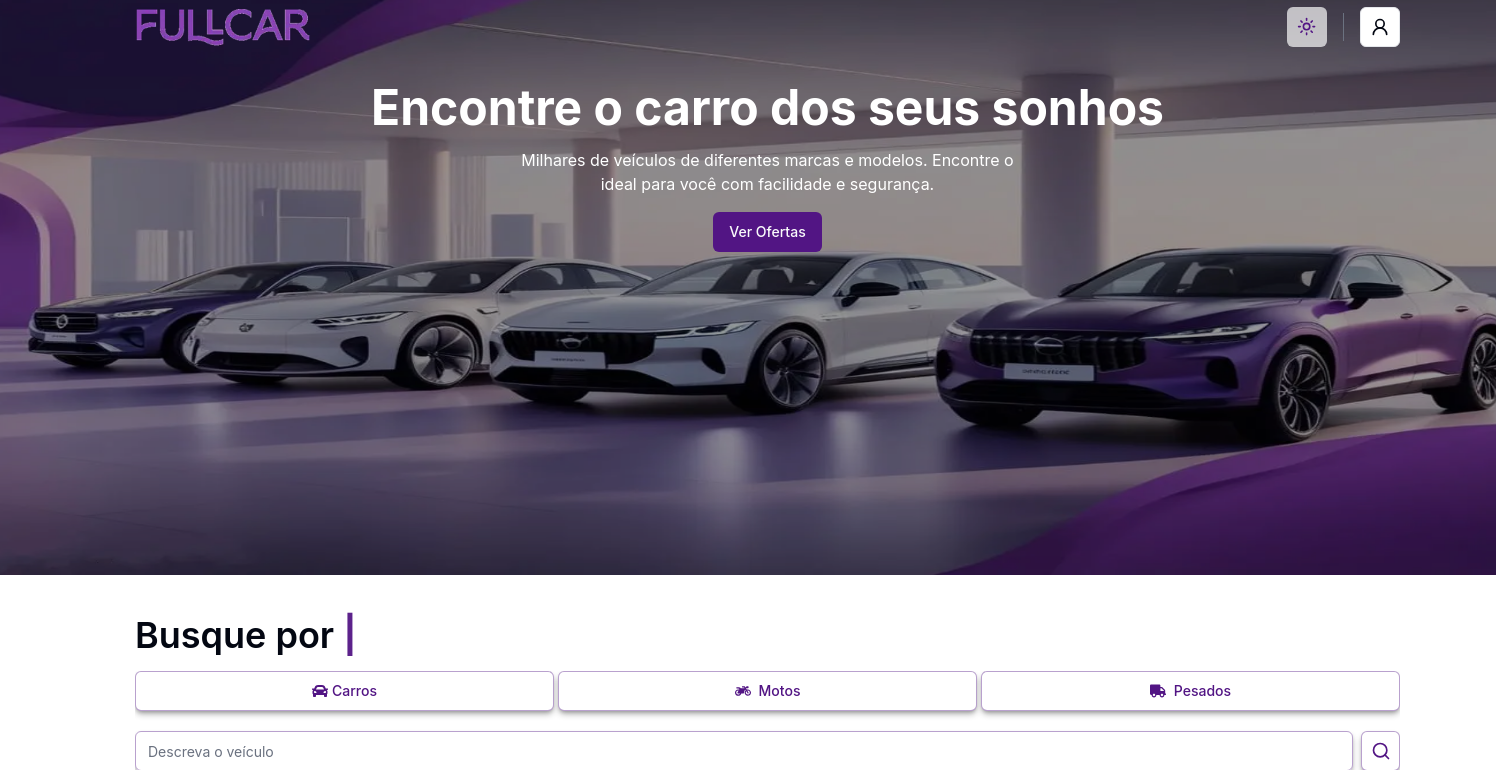 FULLCAR
Encontre o carro dos seus sonhos
Milhares de veículos de diferentes marcas e modelos. Encontre o
ideal para você com facilidade e segurança.
Ver Ofertas
Busque por
Carros
Motos
Pesados
Descreva o veículo